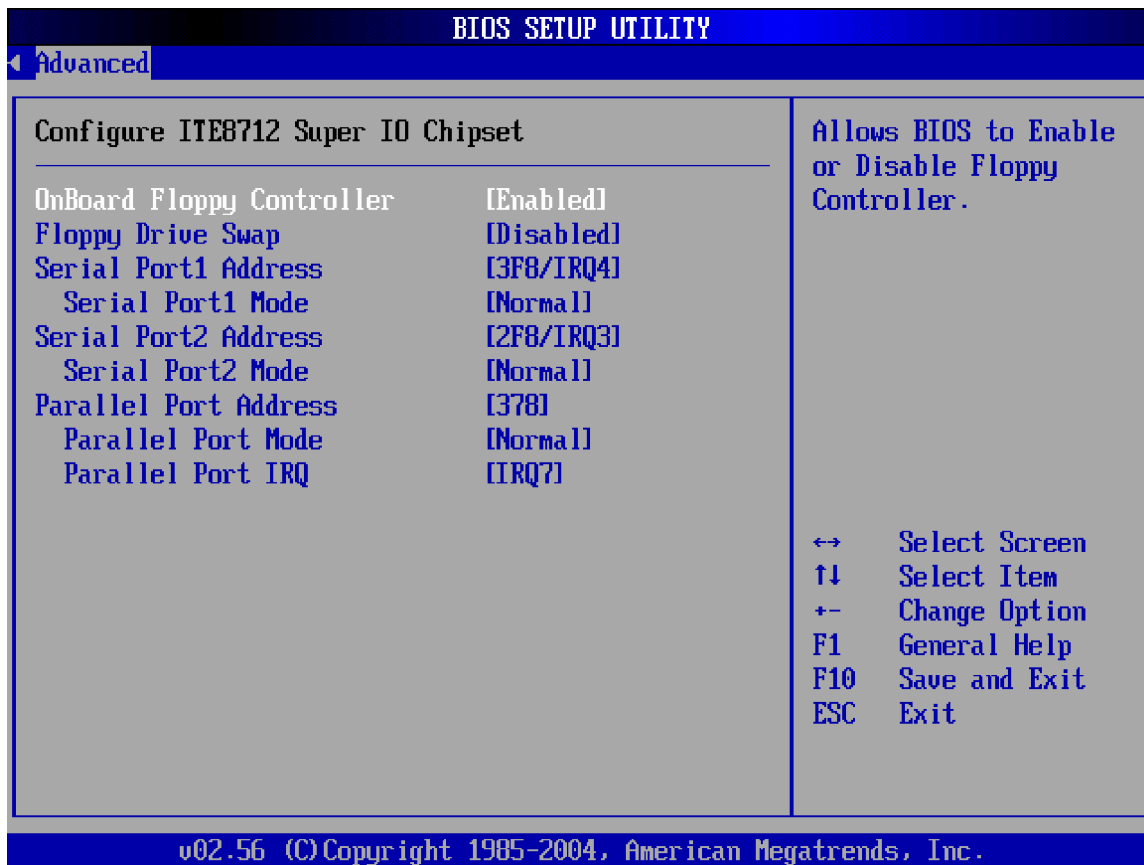 BIOS SETUP UTILITY
Advanced
Configure ITE8712 Super IO Chipset
OnBoard Floppy Controller [Enabled]
Floppy Drive Swap [Disabled]
Serial Port1 Address [3F8/IRQ4]
Serial Port1 Mode [Normal]
Serial Port2 Address [2F8/IRQ3]
Serial Port2 Mode [Normal]
Parallel Port Address [378]
Parallel Port Mode [Normal]
Parallel Port IRQ [IRQ7]
Allows BIOS to Enable
or Disable Floppy
Controller.
←→ Select Screen
↑↓ Select Item
+- Change Option
F1 General Help
F10 Save and Exit
ESC Exit
v02.56 (C)Copyright 1985-2004, American Megatrends, Inc.